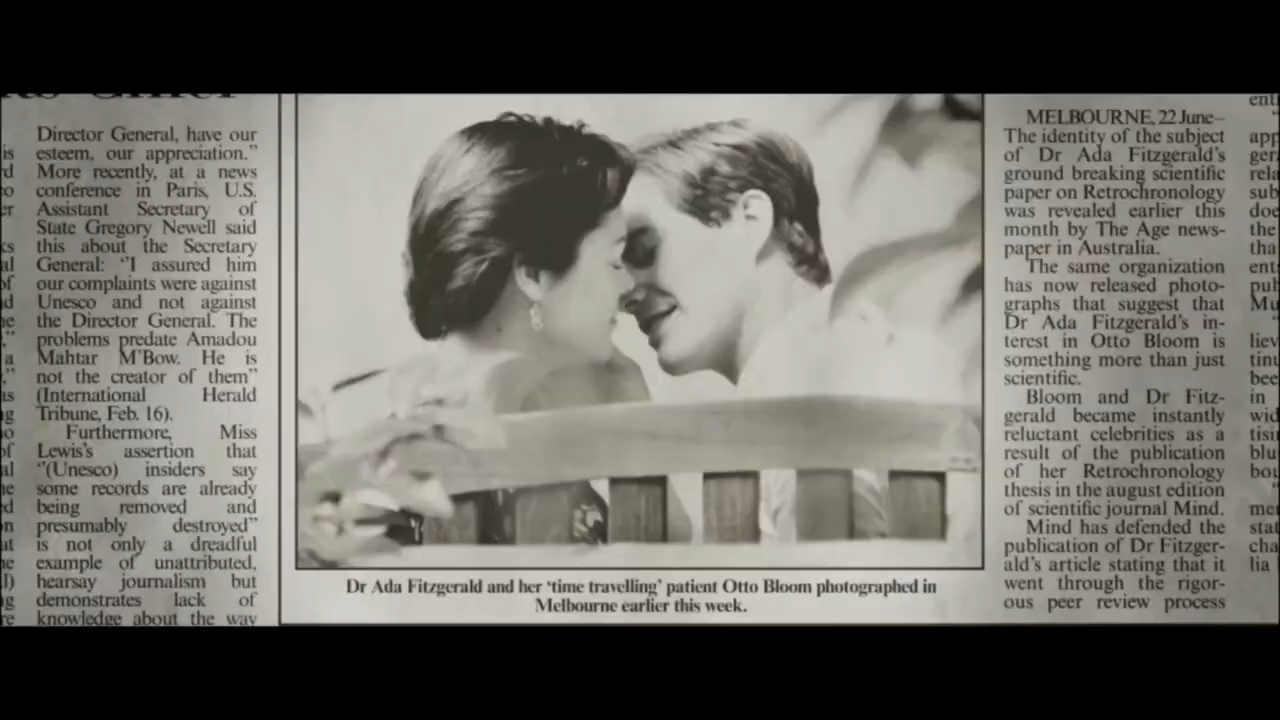 Director General, have our
esteem, our appreciation."
More recently, at a news
conference in Paris, U.S.
Assistant Secretary of
State Gregory Newell said
this about the Secretary
General: "I assured him
our complaints were against
Unesco and not against
the Director General. The
problems predate Amadou
Mahtar M'Bow. He is
not the creator of them"
(International Herald
Tribune, Feb. 16).
Furthermore, Miss
Lewis's assertion that
"(Unesco) insiders say
some records are already
being removed and
presumably destroyed"
is not only a dreadful
example of unattributed,
hearsay journalism but
demonstrates lack of
knowledge about the way
Dr Ada Fitzgerald and her 'time travelling' patient Otto Bloom photographed in
Melbourne earlier this week.
MELBOURNE, 22 June–
The identity of the subject
of Dr Ada Fitzgerald's
ground breaking scientific
paper on Retrochronology
was revealed earlier this
month by The Age news-
paper in Australia.
The same organization
has now released photo-
graphs that suggest that
Dr Ada Fitzgerald's in-
terest in Otto Bloom is
something more than just
scientific.
Bloom and Dr Fitz-
gerald became instantly
reluctant celebrities as a
result of the publication
of her Retrochronology
thesis in the august edition
of scientific journal Mind.
Mind has defended the
publication of Dr Fitzger-
ald's article stating that it
went through the rigor-
ous peer review process